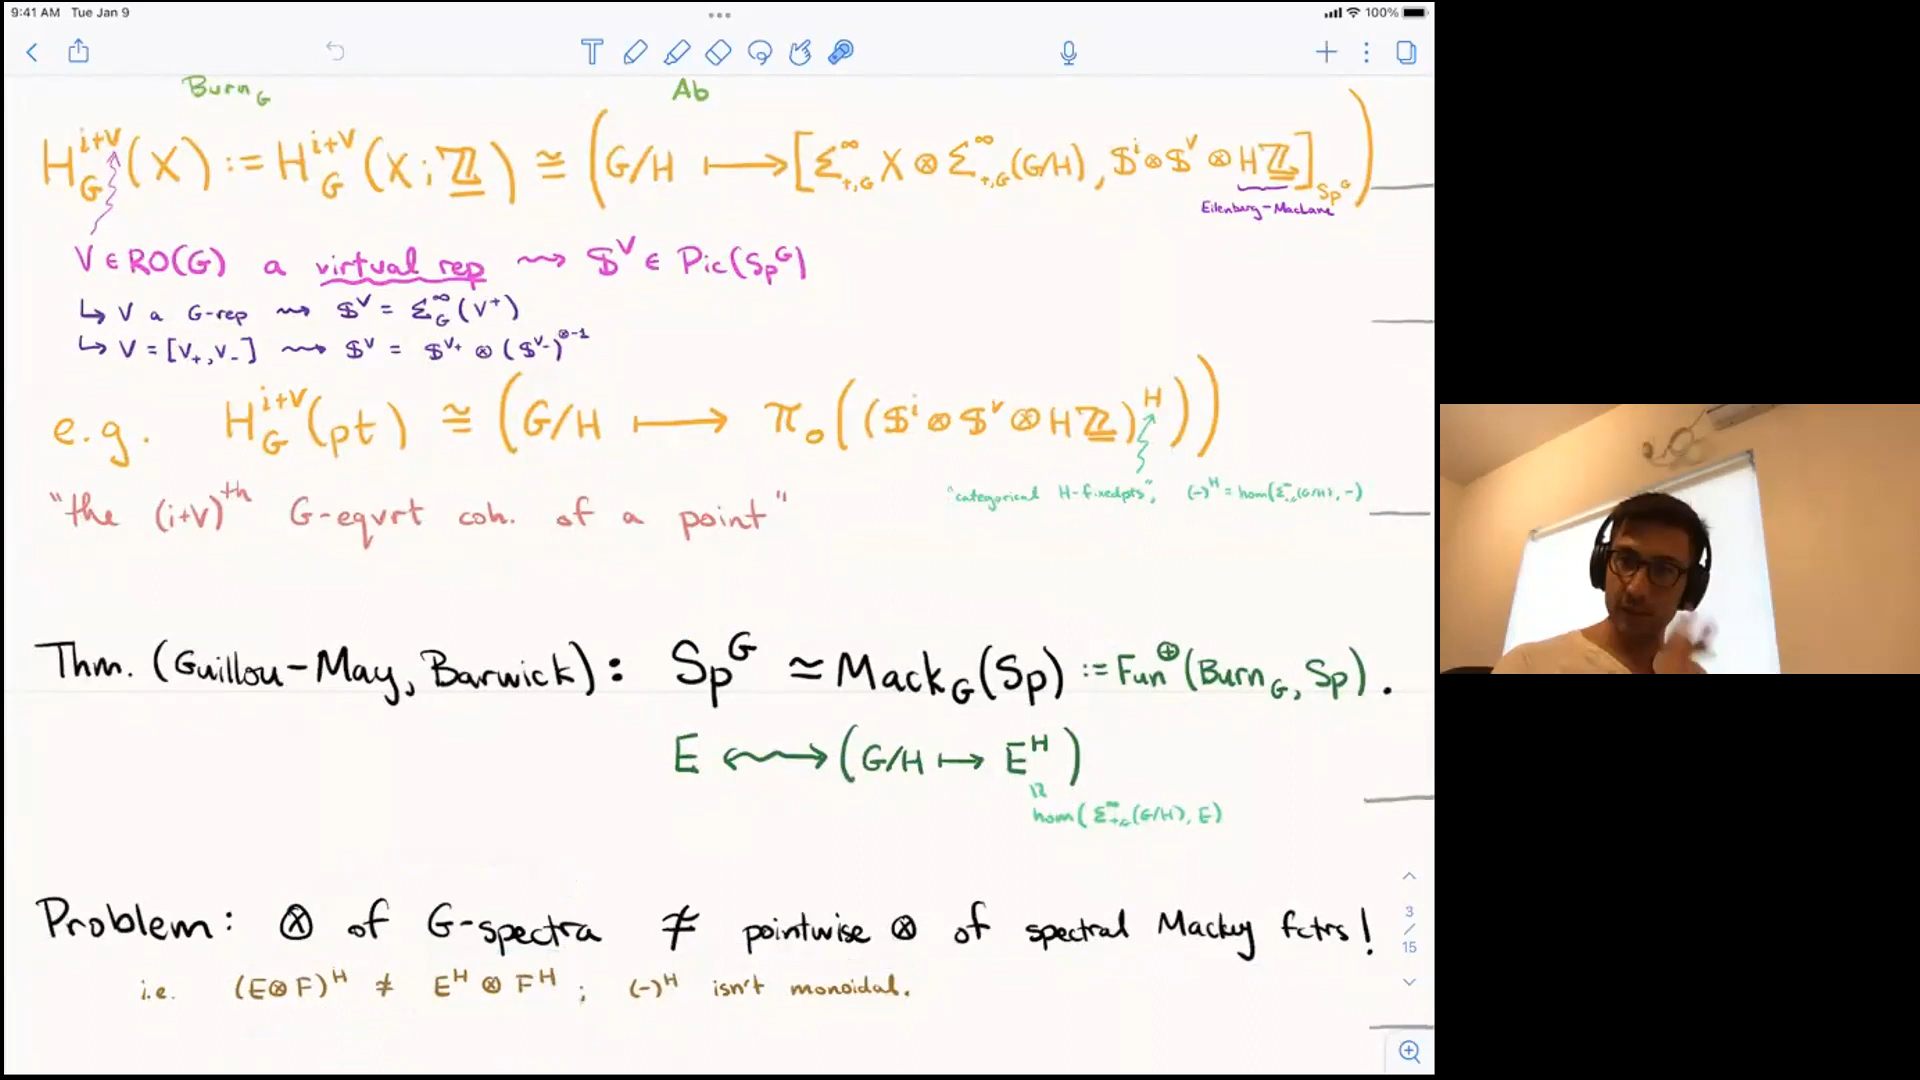 9:41 AM Tue Jan 9
100%
Burn_G
Ab
H_G^{i+V}(X) := H_G^{i+V}(X; ℤ) ≅ (G/H ⟼ [Σ^∞_{+,G} X ⊗ Σ^∞_{+,G}(G/H), 𝕊^i ⊗ 𝕊^V ⊗ Hℤ]_{Sp^G})
Eilenberg-MacLane
V ∈ RO(G) a virtual rep ⇝ 𝕊^V ∈ Pic(Sp^G)
↳ V a G-rep ⇝ 𝕊^V = Σ^∞_G(V^+)
↳ V = [V_+, V_-] ⇝ 𝕊^V = 𝕊^{V_+} ⊗ (𝕊^{V_-})^{⊗-1}
e.g. H_G^{i+V}(pt) ≅ (G/H ⟼ π_0((𝕊^i ⊗ 𝕊^V ⊗ Hℤ)^H))
"categorical H-fixedpts", (-)^H = hom(Σ^∞_{+,G}(G/H), -)
"the (i+V)^{th} G-eqvrt coh. of a point"
Thm. (Guillou-May, Barwick): Sp^G ≃ Mack_G(Sp) := Fun^⊕(Burn_G, Sp).
E ⟷ (G/H ⟼ E^H)
hom(Σ^∞_{+,G}(G/H), E)
Problem: ⊗ of G-spectra ≠ pointwise ⊗ of spectral Mackey fctrs!
i.e. (E⊗F)^H ≄ E^H ⊗ F^H ; (-)^H isn't monoidal.
3
/
15